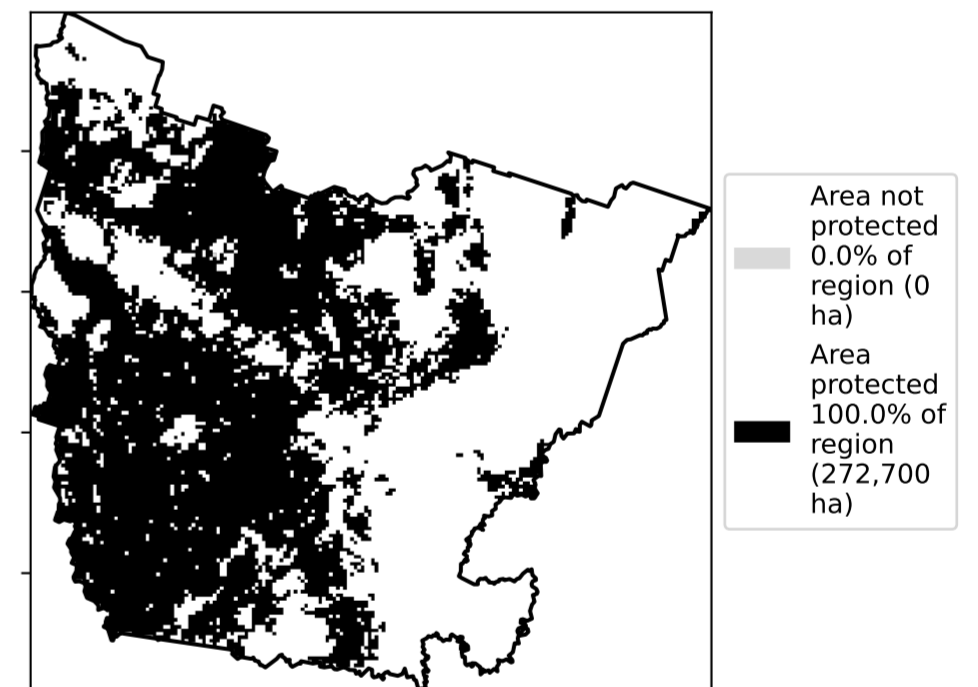 Area not
protected
0.0% of
region (0
ha)
Area
protected
100.0% of
region
(272,700
ha)